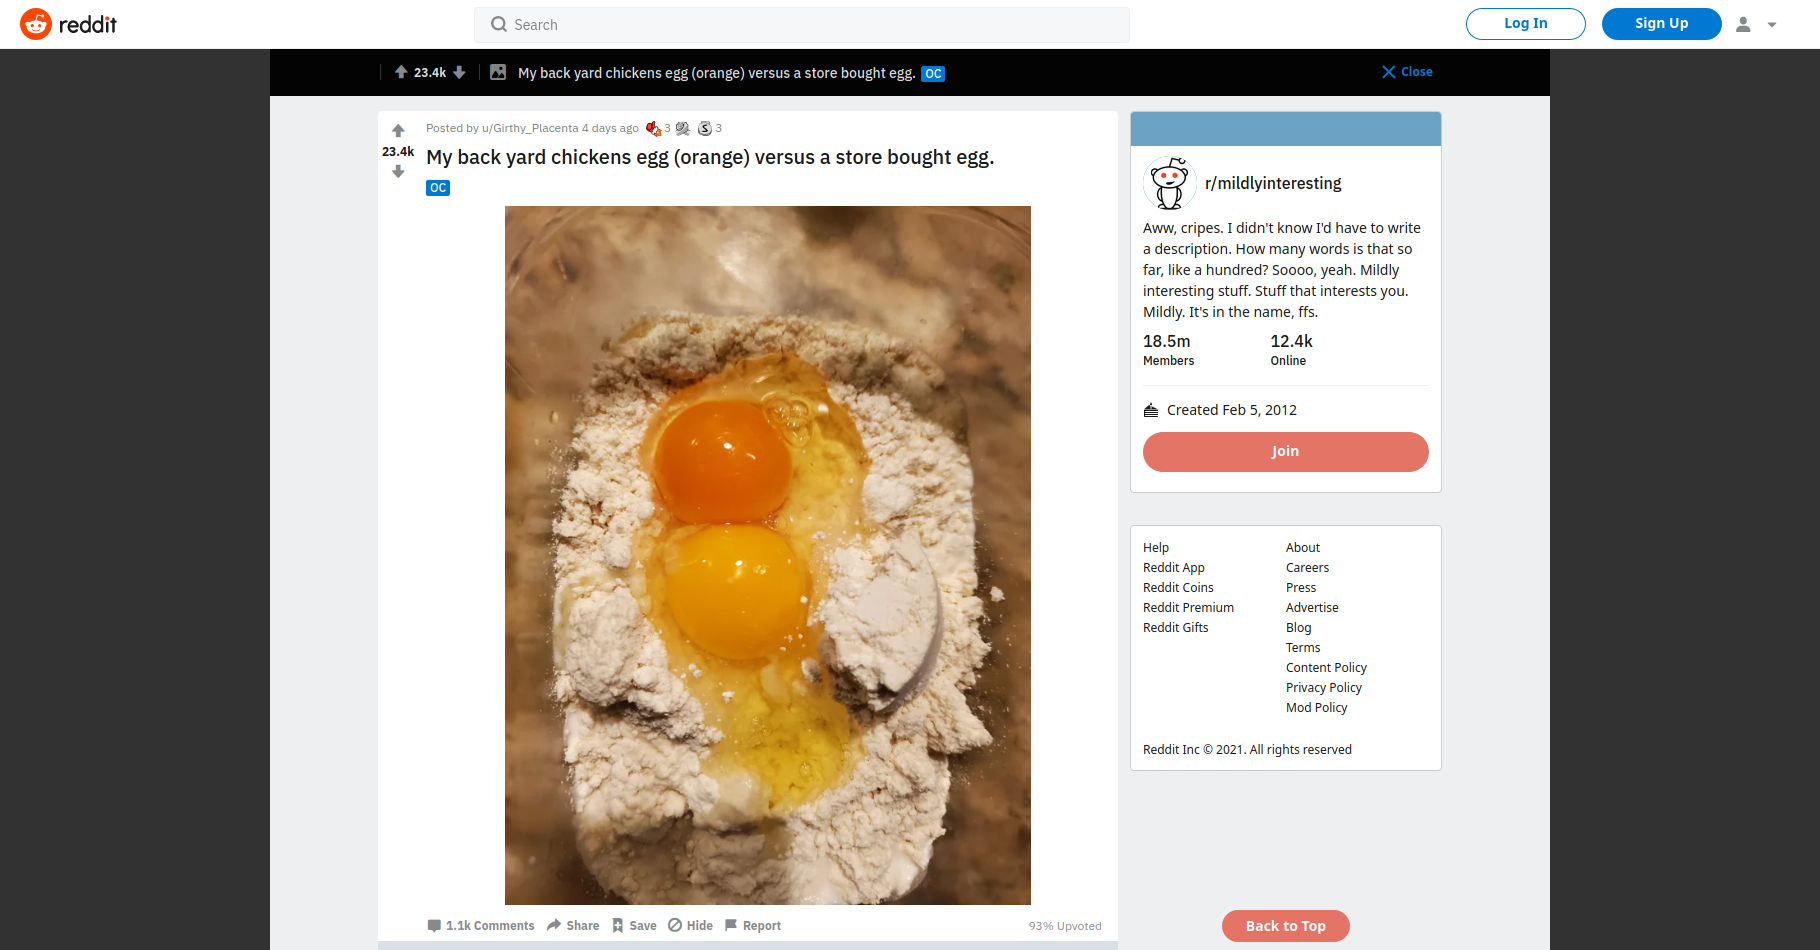 reddit
Search
Log In
Sign Up
23.4k
My back yard chickens egg (orange) versus a store bought egg. OC
Close
Posted by u/Girthy_Placenta 4 days ago 3 S 3
23.4k
My back yard chickens egg (orange) versus a store bought egg.
OC
1.1k Comments
Share
Save
Hide
Report
93% Upvoted
r/mildlyinteresting
Aww, cripes. I didn't know I'd have to write
a description. How many words is that so
far, like a hundred? Soooo, yeah. Mildly
interesting stuff. Stuff that interests you.
Mildly. It's in the name, ffs.
18.5m
Members
12.4k
Online
Created Feb 5, 2012
Join
Help
Reddit App
Reddit Coins
Reddit Premium
Reddit Gifts
About
Careers
Press
Advertise
Blog
Terms
Content Policy
Privacy Policy
Mod Policy
Reddit Inc © 2021. All rights reserved
Back to Top